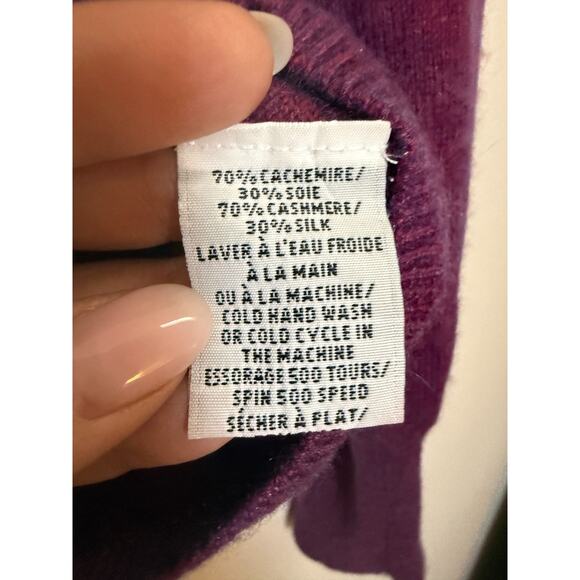 70% CACHEMIRE/
30% SOIE
70% CASHMERE/
30% SILK
LAVER À L'EAU FROIDE
À LA MAIN
OU À LA MACHINE/
COLD HAND WASH
OR COLD CYCLE IN
THE MACHINE
ESSORAGE 500 TOURS/
SPIN 500 SPEED
SÉCHER À PLAT/